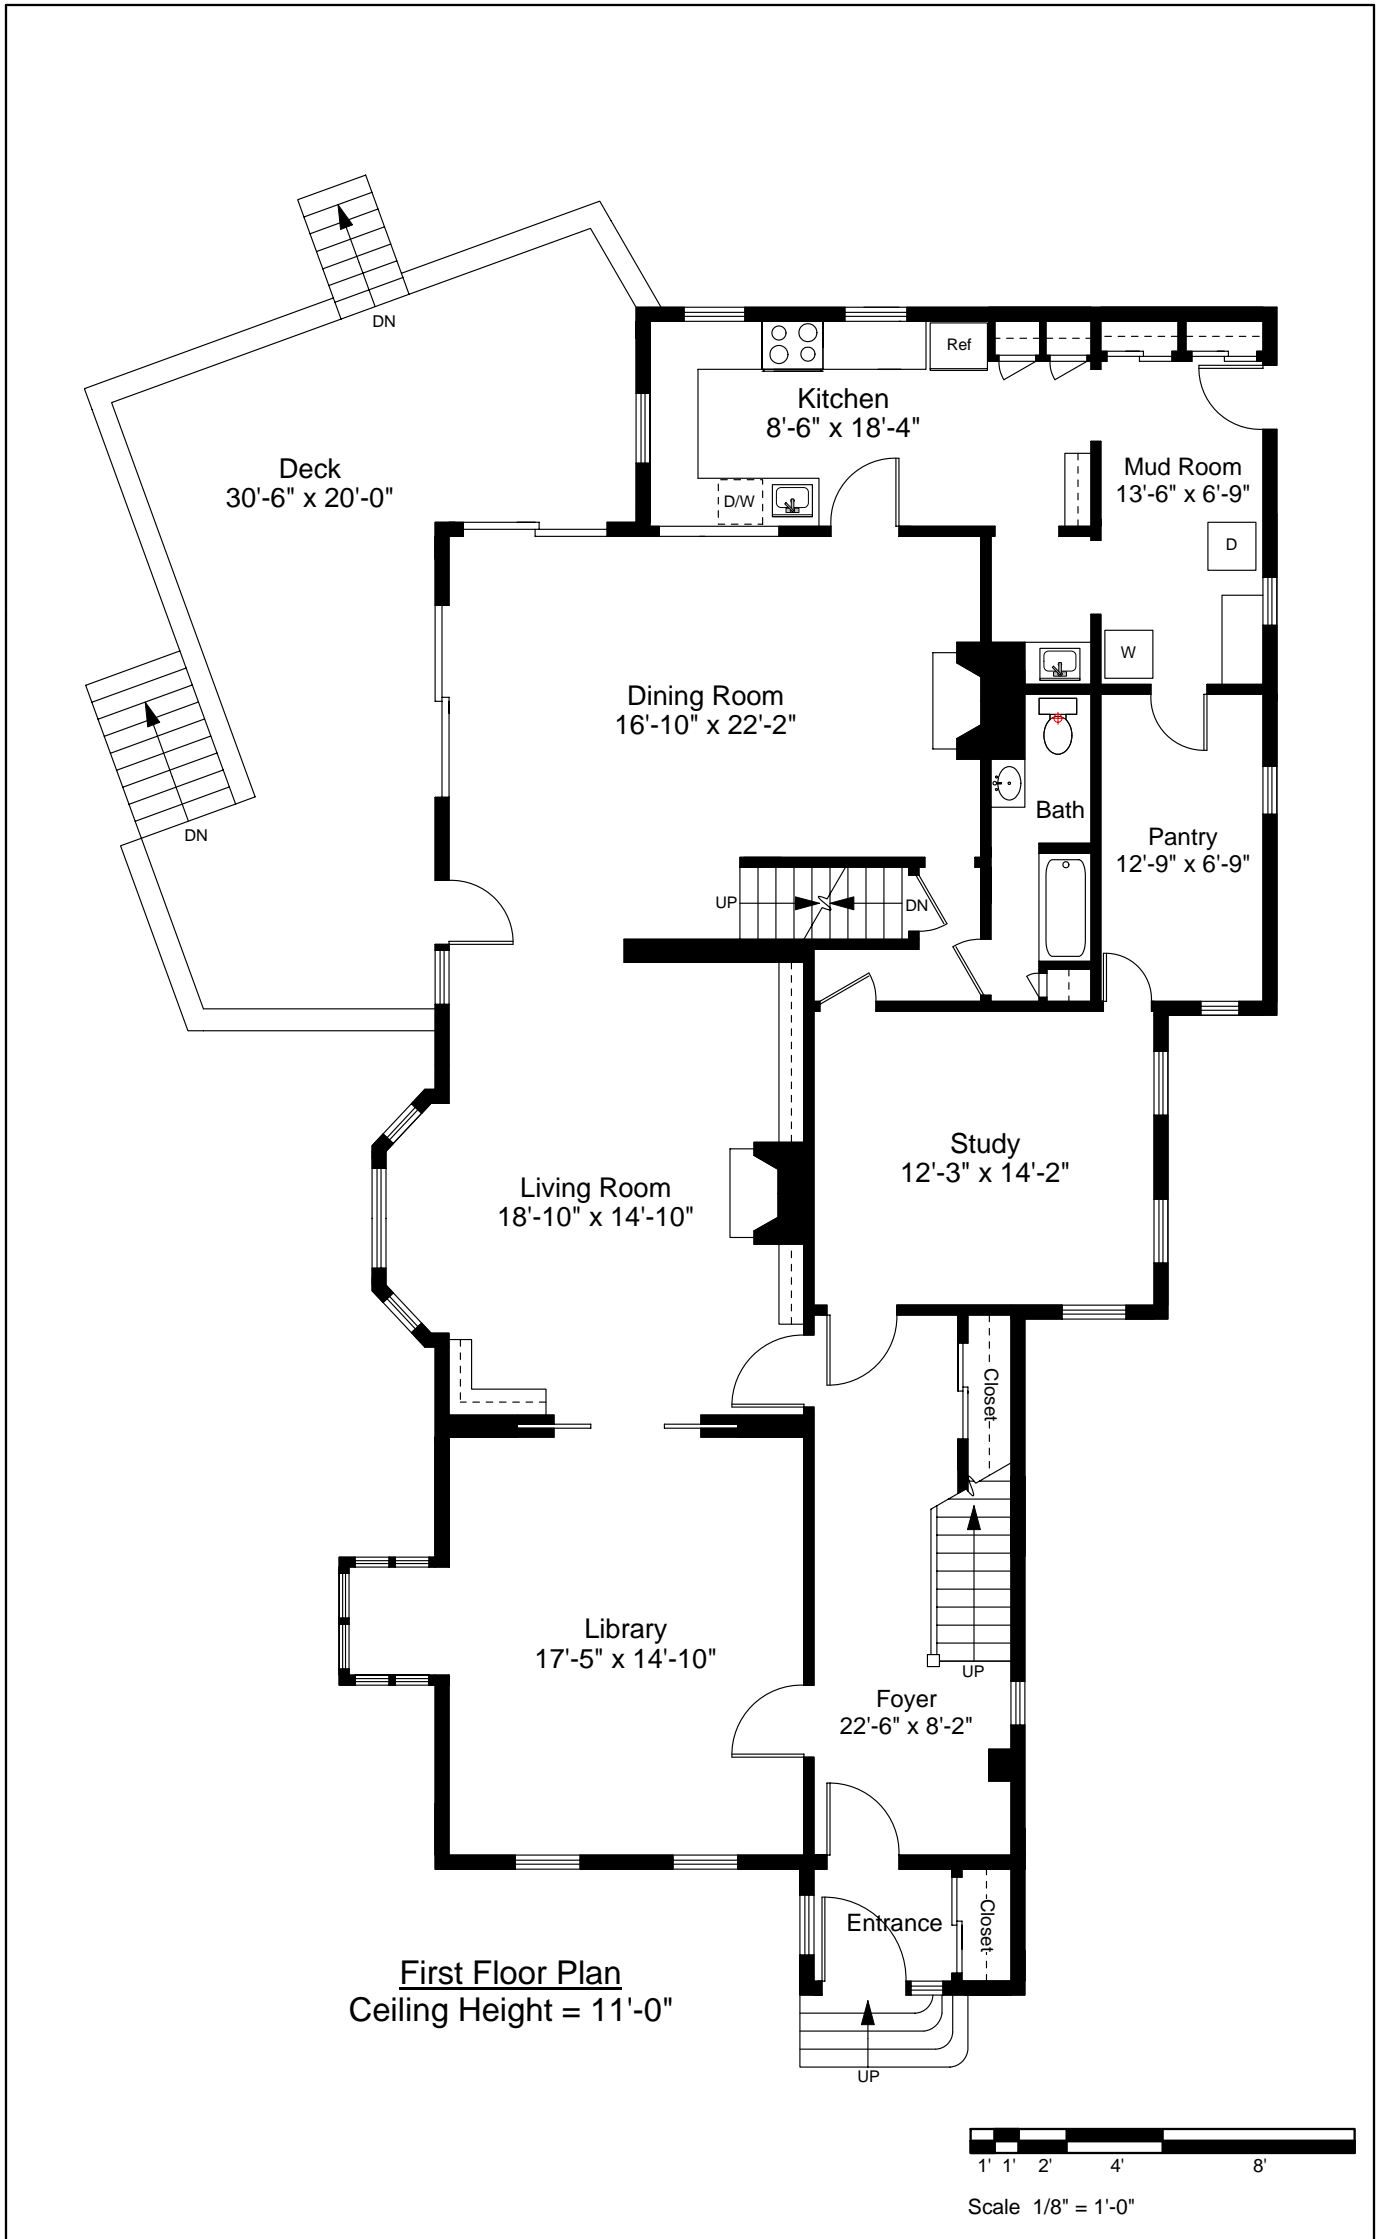 DN
Ref
Kitchen
8'-6" x 18'-4"
Deck
30'-6" x 20'-0"
Mud Room
13'-6" x 6'-9"
D/W
D
W
Dining Room
16'-10" x 22'-2"
DN
Bath
Pantry
12'-9" x 6'-9"
UP
DN
Study
12'-3" x 14'-2"
Living Room
18'-10" x 14'-10"
Closet
Library
17'-5" x 14'-10"
UP
Foyer
22'-6" x 8'-2"
Entrance
Closet
First Floor Plan
Ceiling Height = 11'-0"
UP
1' 1' 2' 4' 8'
Scale 1/8" = 1'-0"